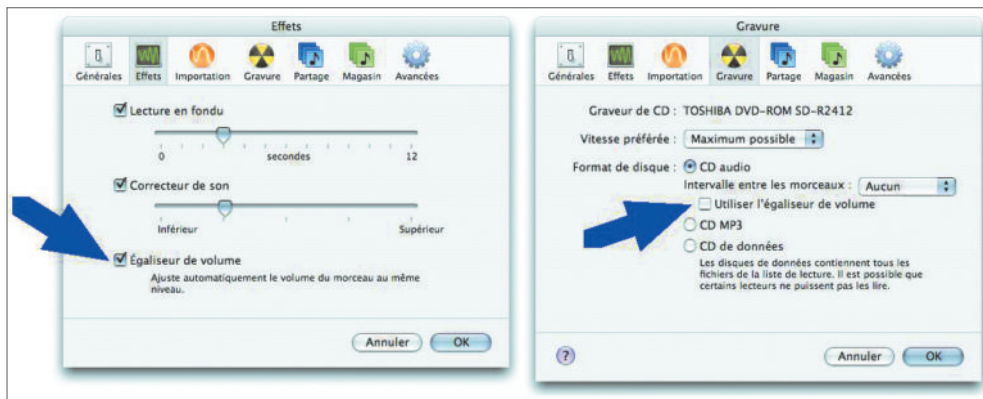 Effets
Générales Effets Importation Gravure Partage Magasin Avancées
Lecture en fondu
0 secondes 12
Correcteur de son
Inférieur Supérieur
Égaliseur de volume
Ajuste automatiquement le volume du morceau au même
niveau.
Annuler OK
Gravure
Générales Effets Importation Gravure Partage Magasin Avancées
Graveur de CD : TOSHIBA DVD-ROM SD-R2412
Vitesse préférée : Maximum possible
Format de disque : CD audio
Intervalle entre les morceaux : Aucun
Utiliser l'égaliseur de volume
CD MP3
CD de données
Les disques de données contiennent tous les
fichiers de la liste de lecture. Il est possible que
certains lecteurs ne puissent pas les lire.
? Annuler OK